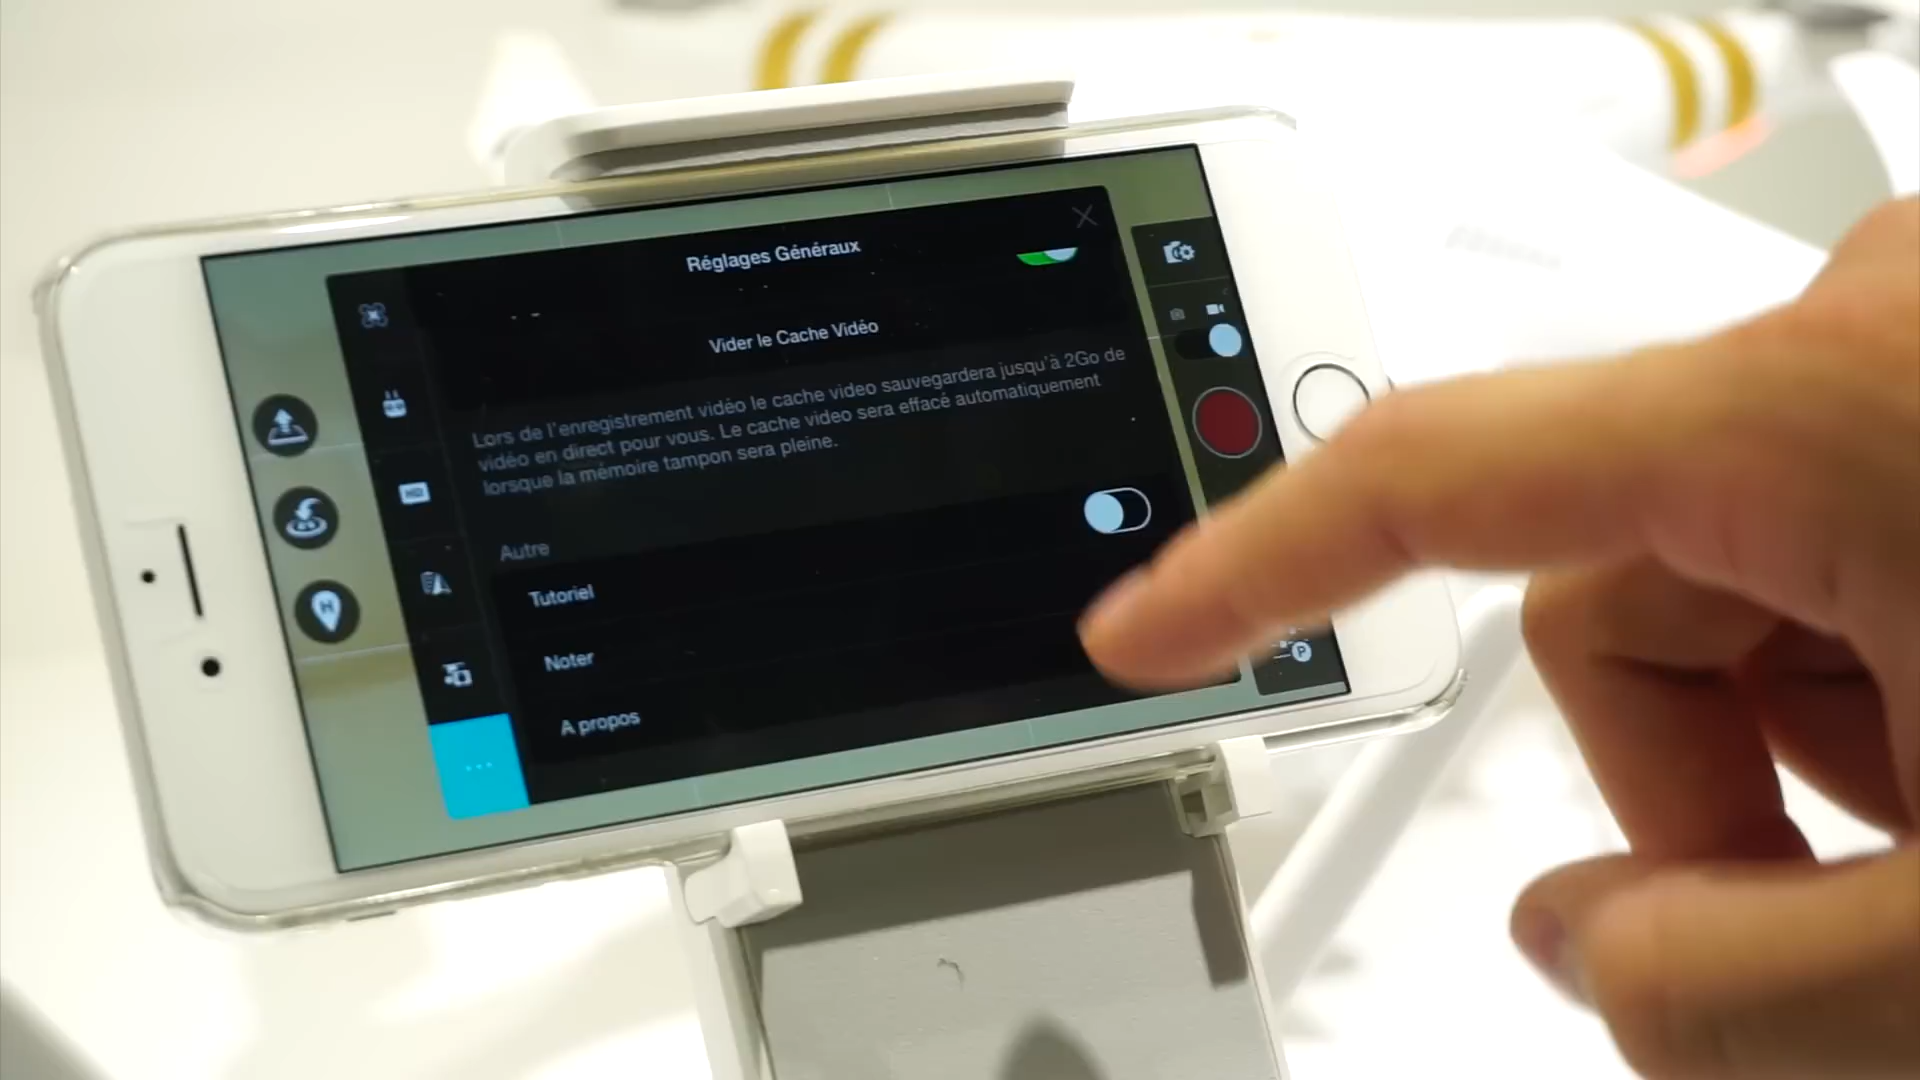 Réglages Généraux
Vider le Cache Vidéo
Lors de l'enregistrement vidéo le cache video sauvegardera jusqu'à 2Go de
vidéo en direct pour vous. Le cache video sera effacé automatiquement
lorsque la mémoire tampon sera pleine.
Autre
Tutoriel
Noter
A propos
HD
H
P